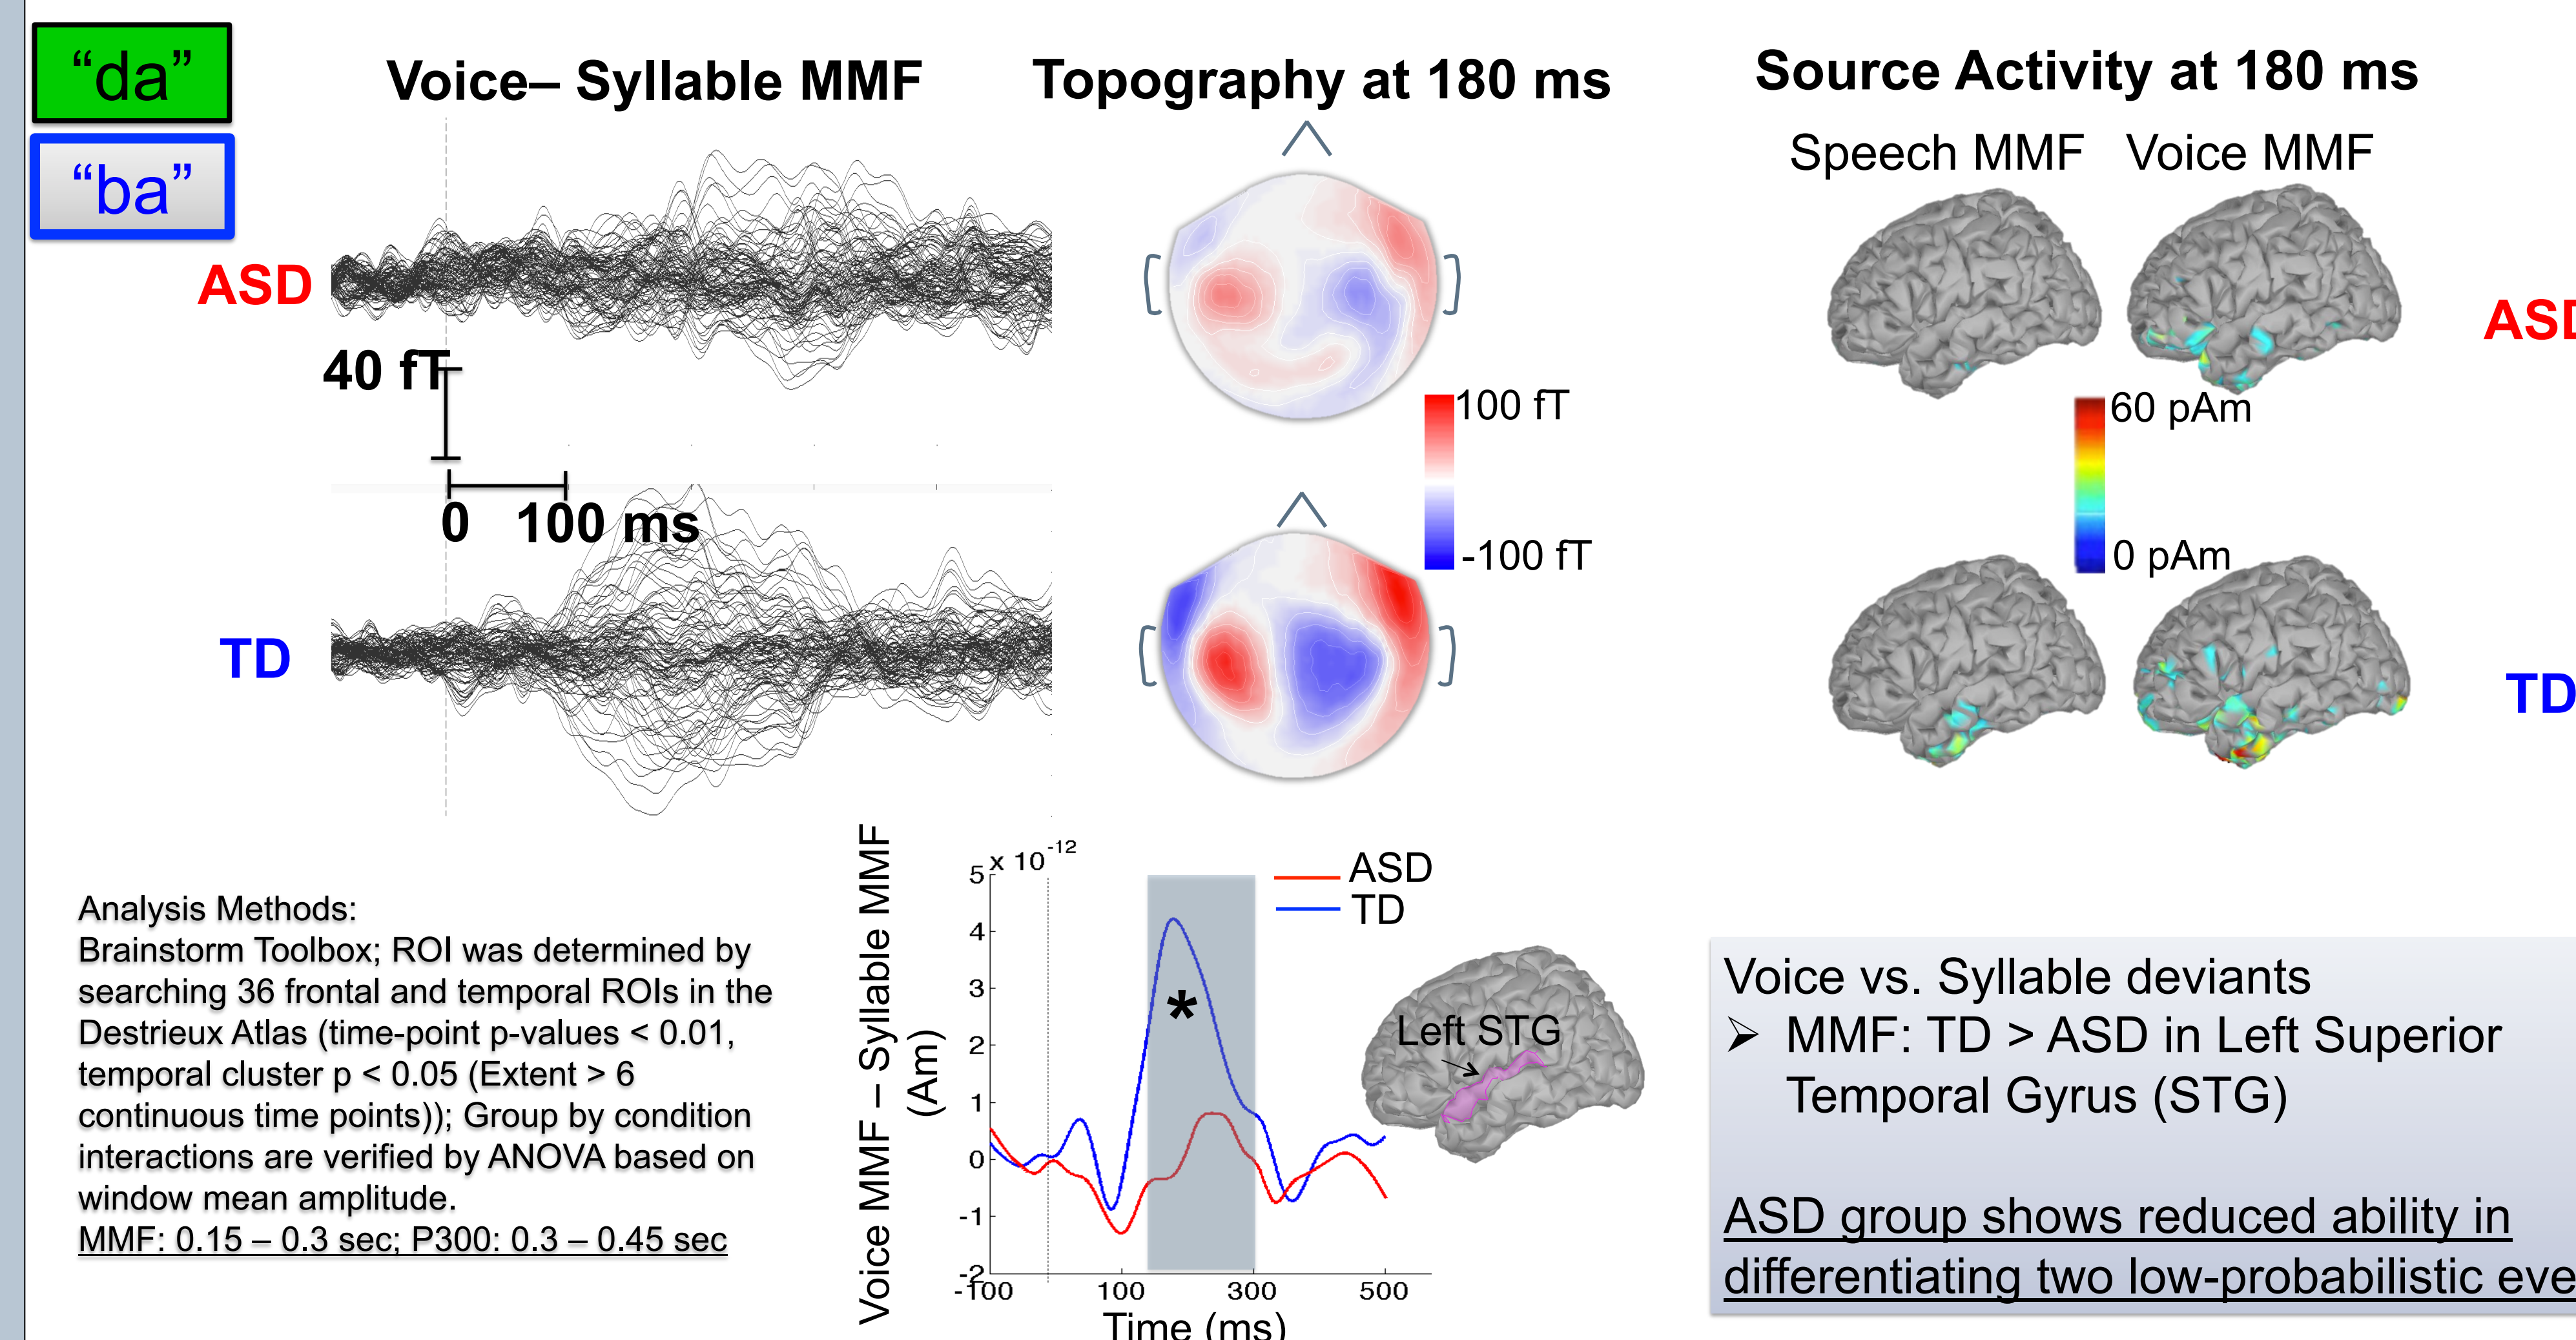 “da”
“ba”
Voice– Syllable MMF
Topography at 180 ms
Source Activity at 180 ms
Speech MMF
Voice MMF
ASD
ASD
40 fT
100 fT
-100 fT
60 pAm
0 pAm
0
100 ms
TD
TD
Analysis Methods:
Brainstorm Toolbox; ROI was determined by
searching 36 frontal and temporal ROIs in the
Destrieux Atlas (time-point p-values < 0.01,
temporal cluster p < 0.05 (Extent > 6
continuous time points)); Group by condition
interactions are verified by ANOVA based on
window mean amplitude.
MMF: 0.15 – 0.3 sec; P300: 0.3 – 0.45 sec
Voice MMF – Syllable MMF
(Am)
x 10-12
5
4
3
2
1
0
-1
-2
-100
100
300
500
Time (ms)
*
ASD
TD
Left STG
Voice vs. Syllable deviants
➢ MMF: TD > ASD in Left Superior
Temporal Gyrus (STG)
ASD group shows reduced ability in
differentiating two low-probabilistic eve